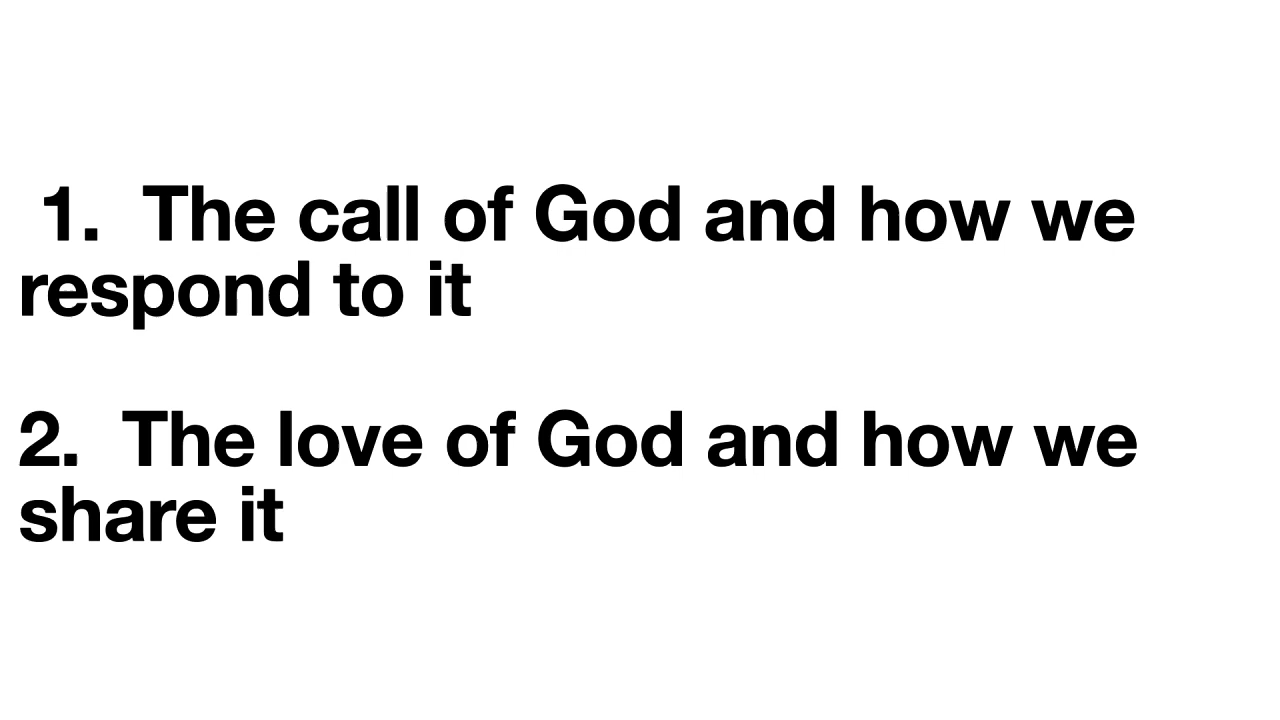 1.  The call of God and how we
respond to it
2.  The love of God and how we
share it